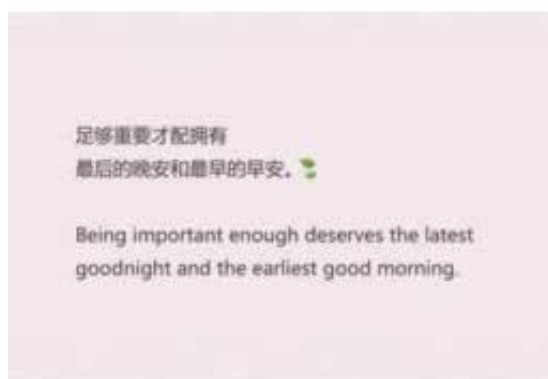 足够重要才配拥有
最后的晚安和最早的早安。🌱
Being important enough deserves the latest
goodnight and the earliest good morning.